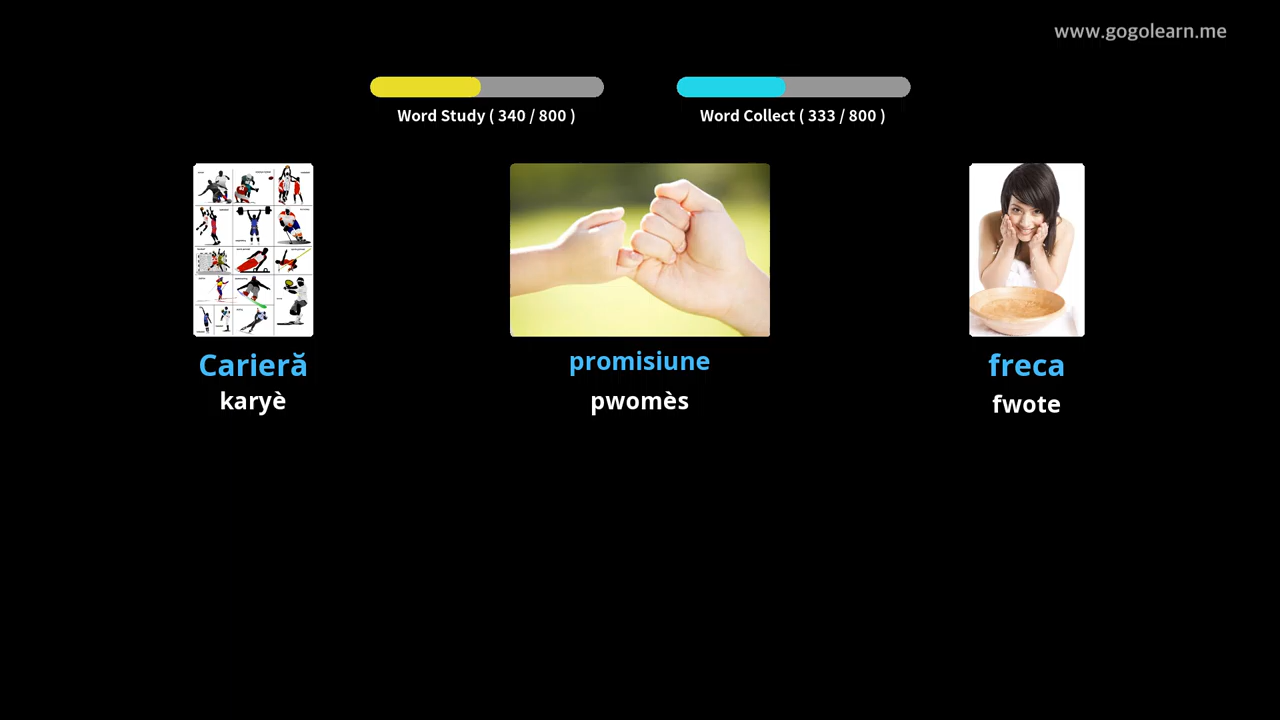 www.gogolearn.me
Word Study ( 340 / 800 )
Word Collect ( 333 / 800 )
Carieră
promisiune
freca
karyè
pwomès
fwote